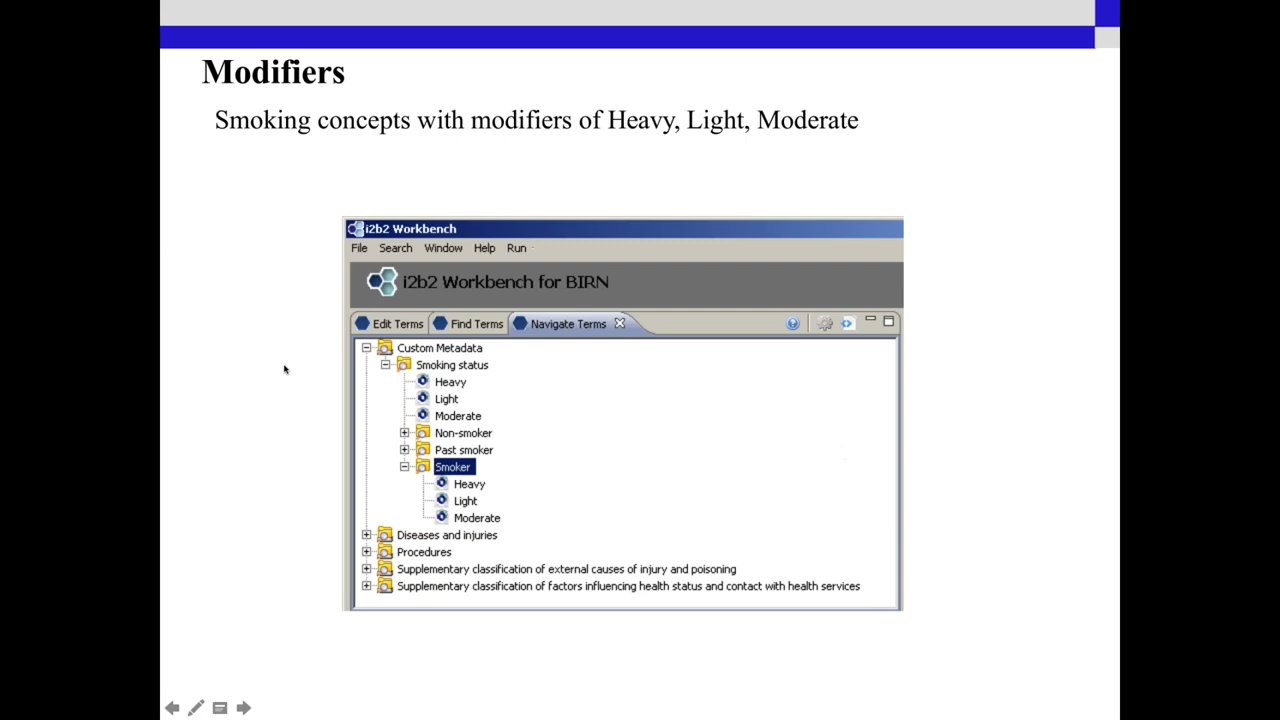 Modifiers
Smoking concepts with modifiers of Heavy, Light, Moderate
i2b2 Workbench
File Search Window Help Run
i2b2 Workbench for BIRN
Edit Terms Find Terms Navigate Terms
Custom Metadata
Smoking status
Heavy
Light
Moderate
Non-smoker
Past smoker
Smoker
Heavy
Light
Moderate
Diseases and injuries
Procedures
Supplementary classification of external causes of injury and poisoning
Supplementary classification of factors influencing health status and contact with health services